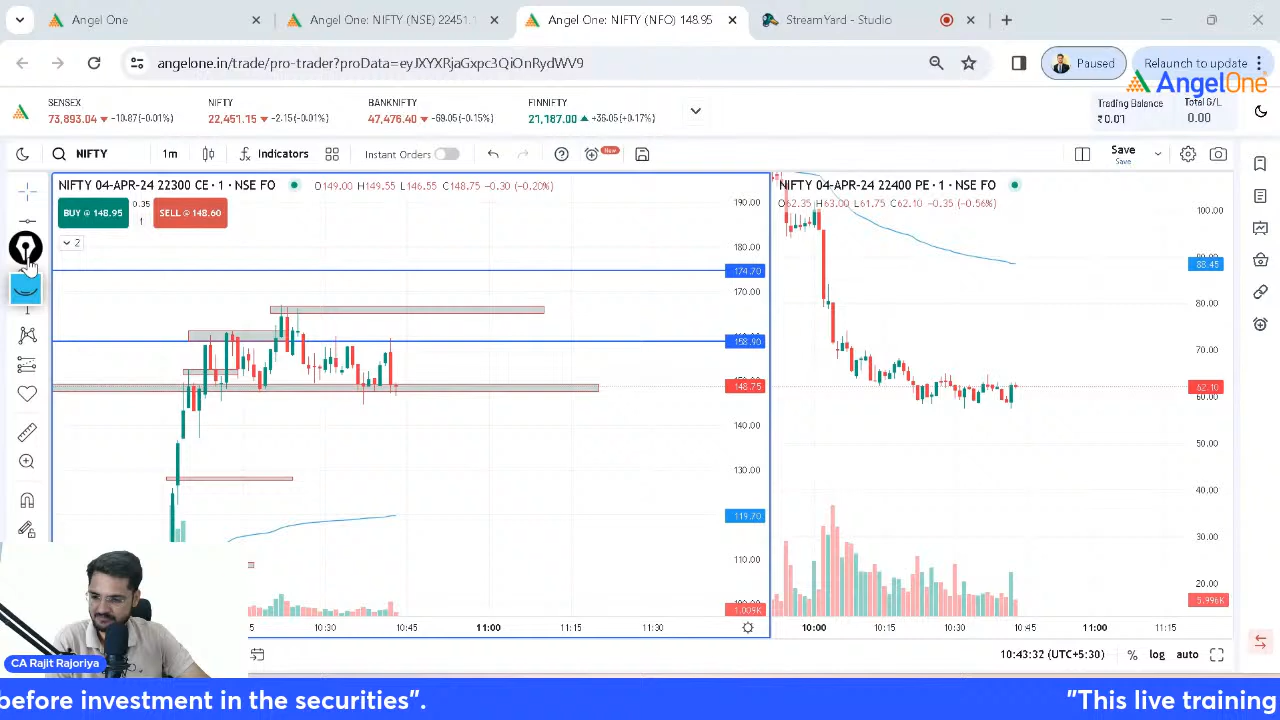 Angel One
Angel One: NIFTY (NSE) 22451.
Angel One: NIFTY (NFO) 148.95
StreamYard - Studio
angelone.in/trade/pro-trader?proData=eyJXYXRjaGxpc3QiOnRydWV9
Paused
Relaunch to update
AngelOne
SENSEX
73,893.04 -10.87(-0.01%)
NIFTY
22,451.15 -2.15(-0.01%)
BANKNIFTY
47,476.40 -69.05(-0.15%)
FINNIFTY
21,187.00 +36.05(+0.17%)
Trading Balance
₹0.01
Total G/L
0.00
NIFTY
1m
Indicators
Instant Orders
New
Save
Save
NIFTY 04-APR-24 22300 CE · 1 · NSE FO
O149.00 H149.55 L146.55 C148.75 -0.30 (-0.20%)
BUY @ 148.95
0.35
1
SELL @ 148.60
2
190.00
180.00
174.70
170.00
158.90
148.75
140.00
130.00
119.70
110.00
1.009K
10:30
10:45
11:00
11:15
11:30
NIFTY 04-APR-24 22400 PE · 1 · NSE FO
O62.35 H63.00 L61.75 C62.10 -0.35 (-0.56%)
100.00
88.45
80.00
70.00
62.10
60.00
50.00
40.00
30.00
20.00
5.996K
10:00
10:15
10:30
10:45
11:00
11:15
10:43:32 (UTC+5:30)
%
log
auto
CA Rajit Rajoriya
before investment in the securities".
"This live training